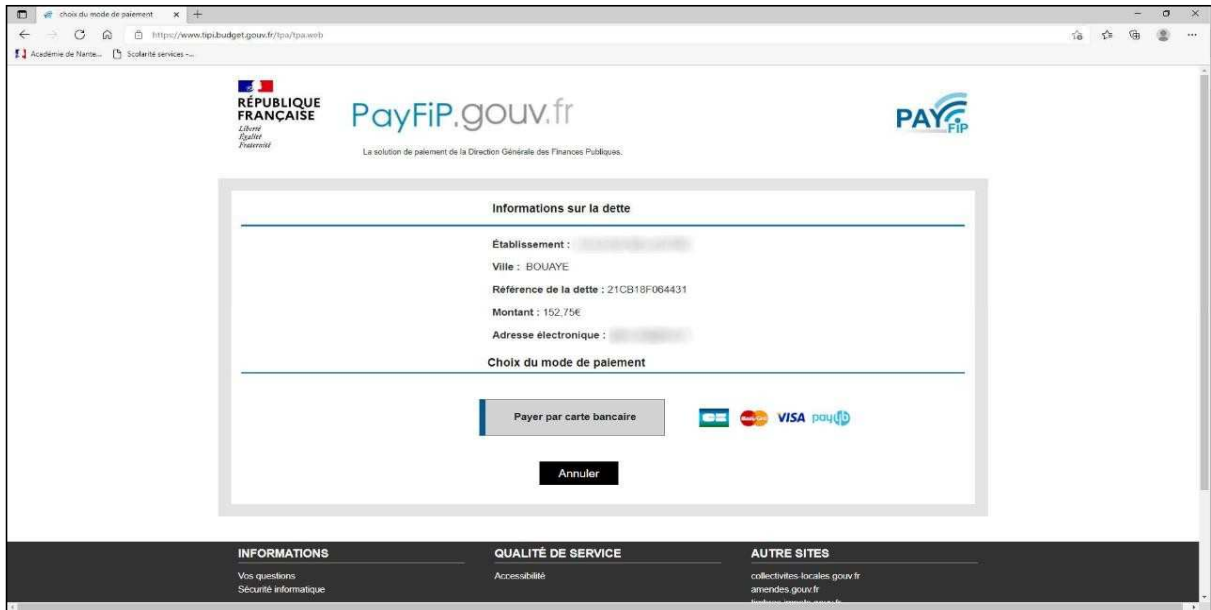 choix du mode de paiement
https://www.tipi.budget.gouv.fr/tpa/tpa.web
Académie de Nante...
Scolarité services -...
RÉPUBLIQUE
FRANÇAISE
Liberté
Égalité
Fraternité
PayFiP.gouv.fr
La solution de paiement de la Direction Générale des Finances Publiques.
PAY
FiP
Informations sur la dette
Établissement :
Ville : BOUAYE
Référence de la dette : 21CB18F064431
Montant : 152,75€
Adresse électronique :
Choix du mode de paiement
Payer par carte bancaire
CB MasterCard VISA paylib
Annuler
INFORMATIONS
Vos questions
Sécurité informatique
QUALITÉ DE SERVICE
Accessibilité
AUTRE SITES
collectivites-locales.gouv.fr
amendes.gouv.fr